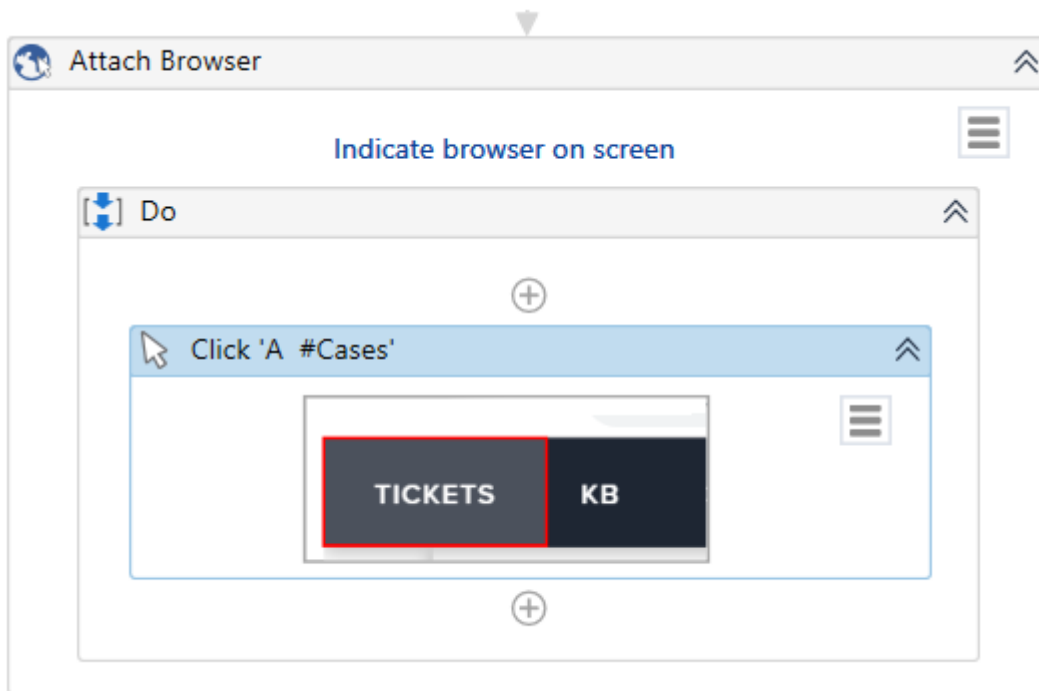 Attach Browser
Indicate browser on screen
Do
Click 'A  #Cases'
TICKETS KB